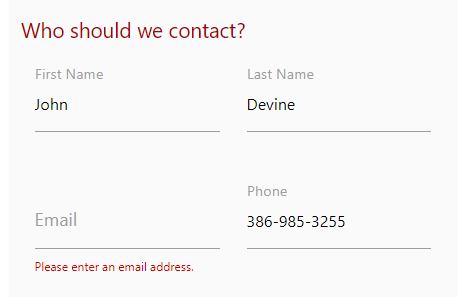 Who should we contact?
First Name
Last Name
John
Devine
Phone
Email
386-985-3255
Please enter an email address.